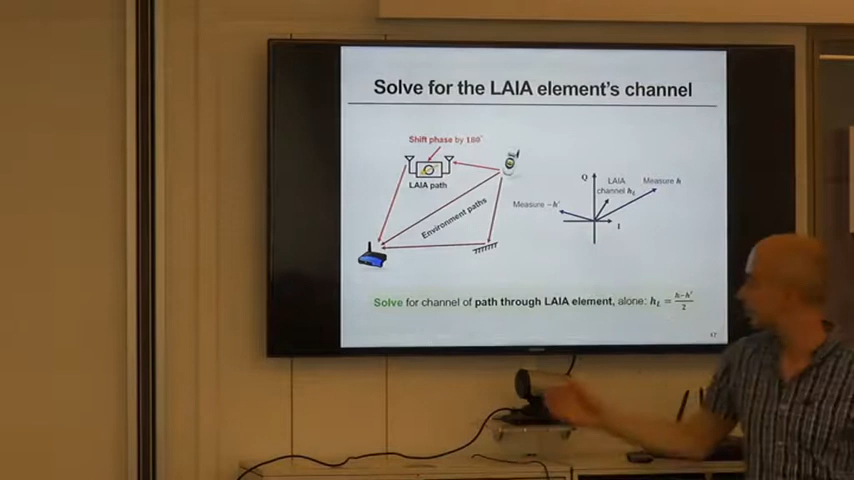 Solve for the LAIA element's channel
Shift phase by 180°
LAIA path
Environment paths
Q
LAIA
channel h_L
Measure h
Measure −h′
I
Solve for channel of path through LAIA element, alone: h_L = (h−h′)/2
17